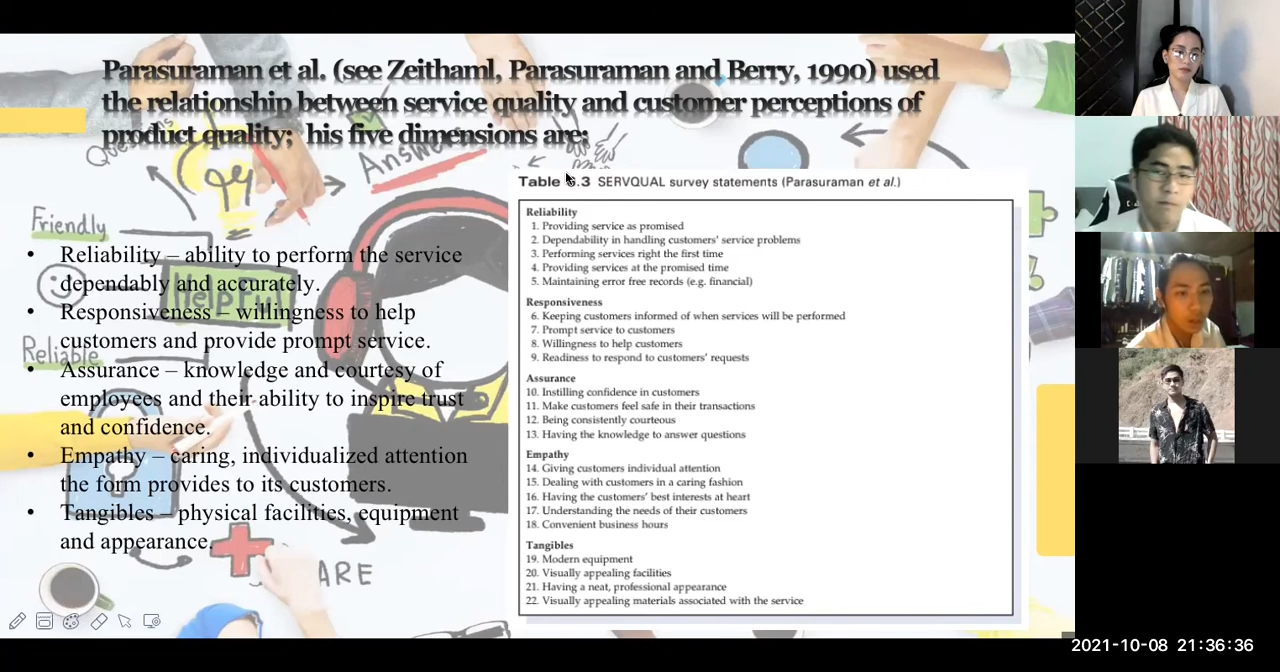 Parasuraman et al. (see Zeithaml, Parasuraman and Berry, 1990) used
the relationship between service quality and customer perceptions of
product quality;  his five dimensions are;
Answe
Friendly
HelpFul
Reliable
• Reliability – ability to perform the service
dependably and accurately.
• Responsiveness – willingness to help
customers and provide prompt service.
• Assurance – knowledge and courtesy of
employees and their ability to inspire trust
and confidence.
• Empathy – caring, individualized attention
the form provides to its customers.
• Tangibles – physical facilities, equipment
and appearance.
ARE
Table 6.3 SERVQUAL survey statements (Parasuraman et al.)
Reliability
1. Providing service as promised
2. Dependability in handling customers' service problems
3. Performing services right the first time
4. Providing services at the promised time
5. Maintaining error free records (e.g. financial)
Responsiveness
6. Keeping customers informed of when services will be performed
7. Prompt service to customers
8. Willingness to help customers
9. Readiness to respond to customers' requests
Assurance
10. Instilling confidence in customers
11. Make customers feel safe in their transactions
12. Being consistently courteous
13. Having the knowledge to answer questions
Empathy
14. Giving customers individual attention
15. Dealing with customers in a caring fashion
16. Having the customers' best interests at heart
17. Understanding the needs of their customers
18. Convenient business hours
Tangibles
19. Modern equipment
20. Visually appealing facilities
21. Having a neat, professional appearance
22. Visually appealing materials associated with the service
2021-10-08 21:36:36